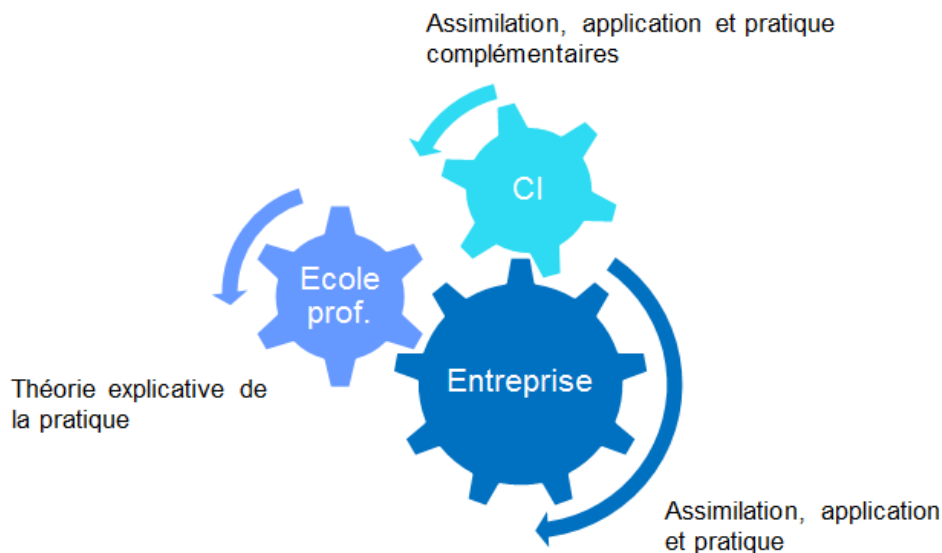 Assimilation, application et pratique
complémentaires
CI
Ecole
prof.
Entreprise
Théorie explicative de
la pratique
Assimilation, application
et pratique